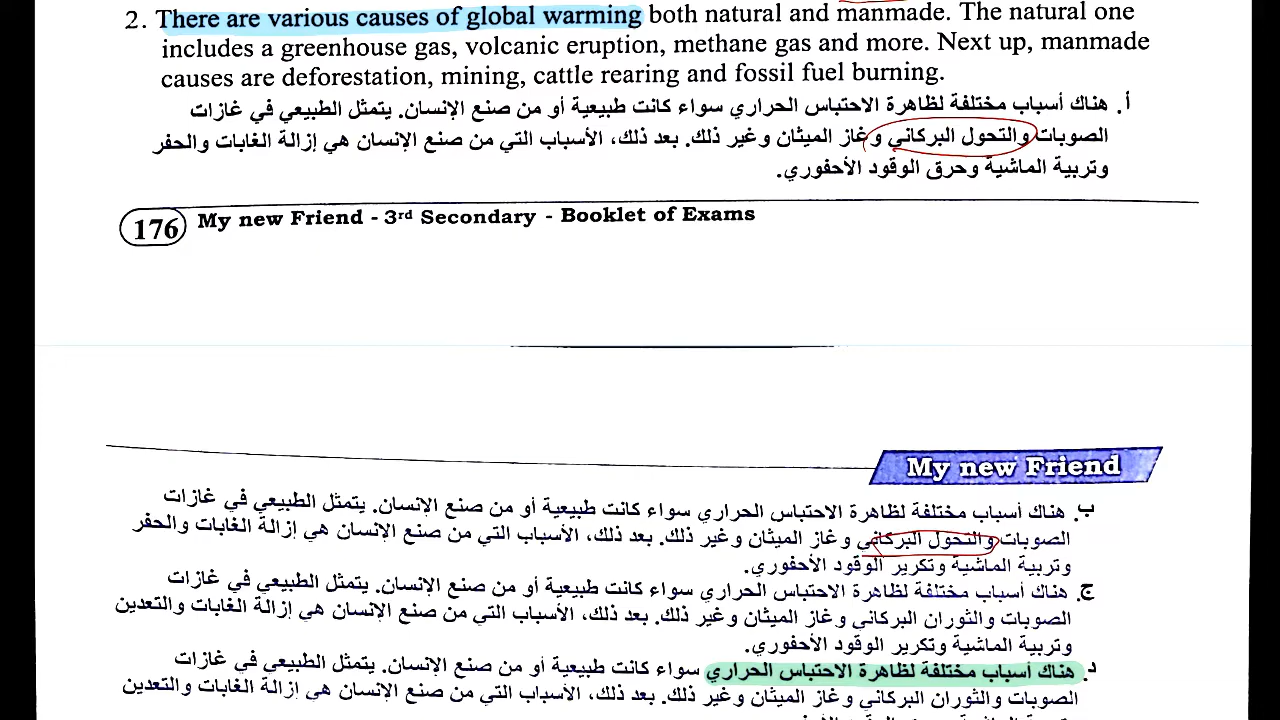 2. There are various causes of global warming both natural and manmade. The natural one
includes a greenhouse gas, volcanic eruption, methane gas and more. Next up, manmade
causes are deforestation, mining, cattle rearing and fossil fuel burning.
أ. هناك أسباب مختلفة لظاهرة الاحتباس الحراري سواء كانت طبيعية أو من صنع الإنسان. يتمثل الطبيعي في غازات
الصوبات والتحول البركاني وغاز الميثان وغير ذلك. بعد ذلك، الأسباب التي من صنع الإنسان هي إزالة الغابات والحفر
وتربية الماشية وحرق الوقود الأحفوري.
176 My new Friend - 3rd Secondary - Booklet of Exams
My new Friend
ب. هناك أسباب مختلفة لظاهرة الاحتباس الحراري سواء كانت طبيعية أو من صنع الإنسان. يتمثل الطبيعي في غازات
الصوبات والتحول البركاني وغاز الميثان وغير ذلك. بعد ذلك، الأسباب التي من صنع الإنسان هي إزالة الغابات والحفر
وتربية الماشية وتكرير الوقود الأحفوري.
ج. هناك أسباب مختلفة لظاهرة الاحتباس الحراري سواء كانت طبيعية أو من صنع الإنسان. يتمثل الطبيعي في غازات
الصوبات والثوران البركاني وغاز الميثان وغير ذلك. بعد ذلك، الأسباب التي من صنع الإنسان هي إزالة الغابات والتعدين
وتربية الماشية وتكرير الوقود الأحفوري.
د. هناك أسباب مختلفة لظاهرة الاحتباس الحراري سواء كانت طبيعية أو من صنع الإنسان. يتمثل الطبيعي في غازات
الصوبات والثوران البركاني وغاز الميثان وغير ذلك. بعد ذلك، الأسباب التي من صنع الإنسان هي إزالة الغابات والتعدين